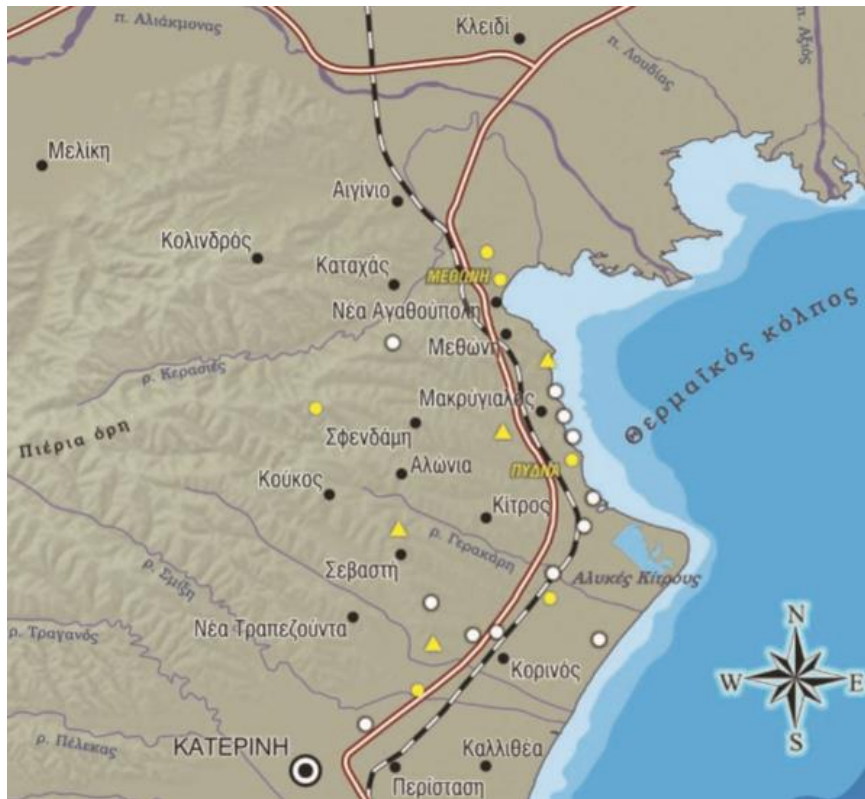 π. Αλιάκμονας
Κλειδί
π. Λουδίας
π. Αξιός
Μελίκη
Αιγίνιο
Κολινδρός
Καταχάς
ΜΕΘΩΝΗ
Νέα Αγαθούπολη
Μεθώνη
Θερμαϊκός κόλπος
ρ. Κερασιές
Μακρύγιαλος
Πιέρια όρη
Σφενδάμη
ΠΥΔΝΑ
Αλώνια
Κούκος
Κίτρος
ρ. Γερακάρη
Σεβαστή
Αλυκές Κίτρους
ρ. Σμίξη
Νέα Τραπεζούντα
ρ. Τραγανός
Κορινός
N
W
E
S
ρ. Πέλεκας
ΚΑΤΕΡΙΝΗ
Καλλιθέα
Περίσταση